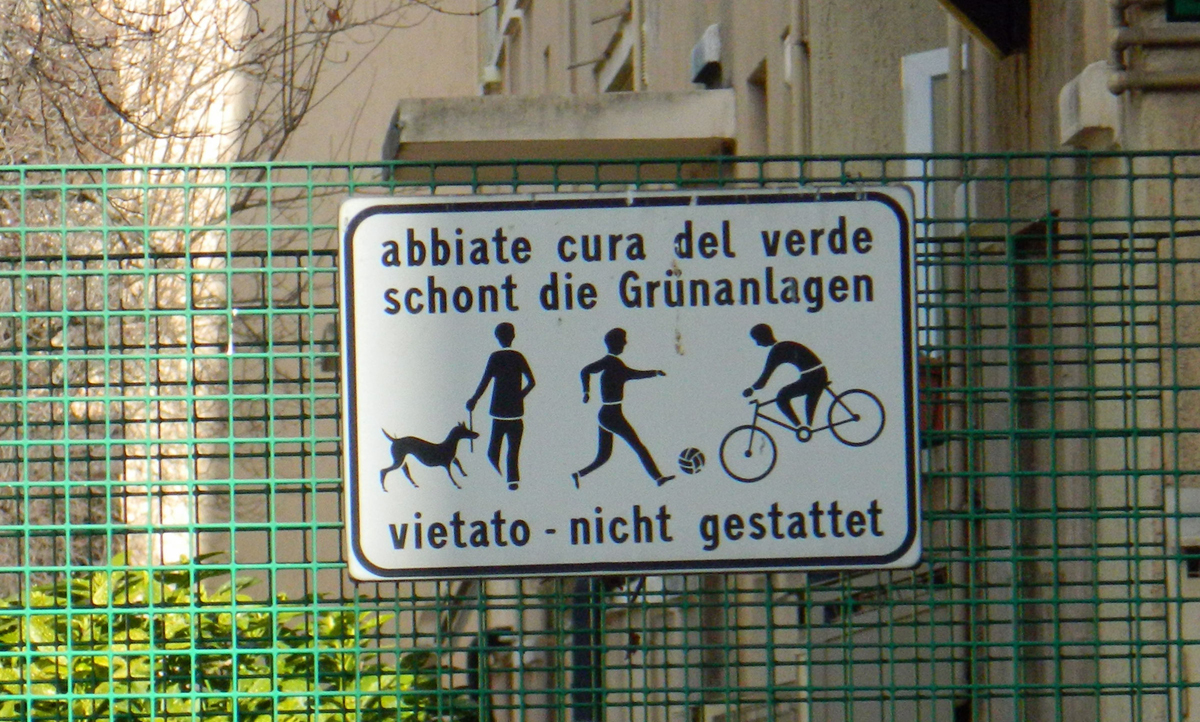 abbiate cura del verde
schont die Grünanlagen
vietato - nicht gestattet